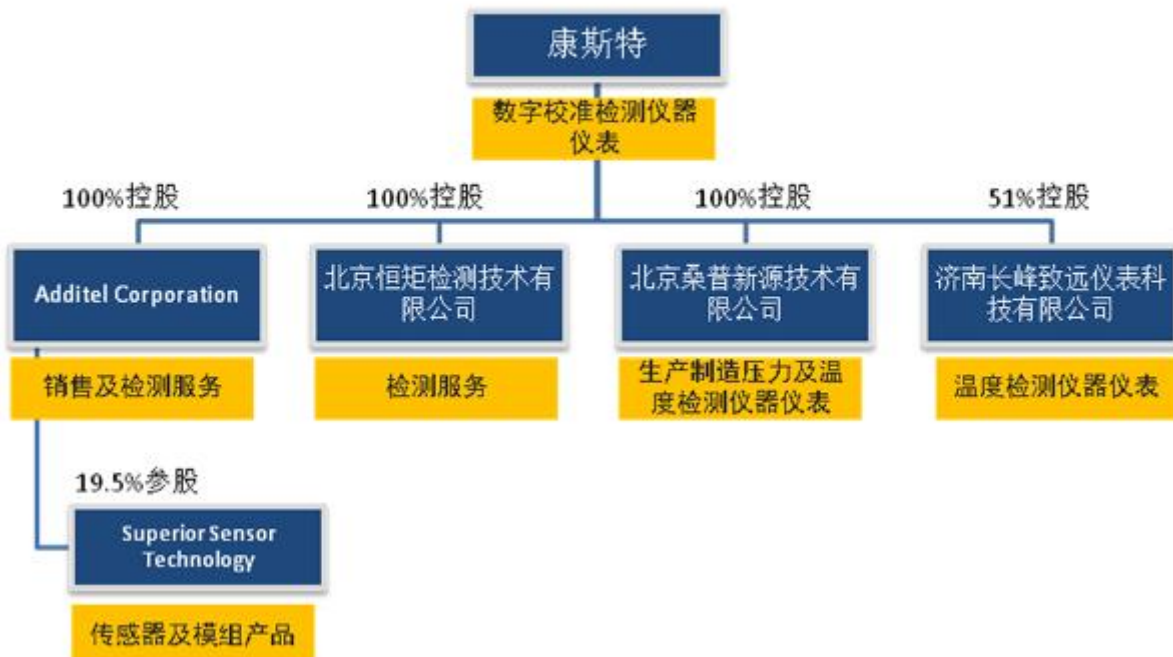 康斯特
数字校准检测仪器
仪表
100%控股
100%控股
100%控股
51%控股
Additel Corporation
北京恒矩检测技术有
限公司
北京桑普新源技术有
限公司
济南长峰致远仪表科
技有限公司
销售及检测服务
检测服务
生产制造压力及温
度检测仪器仪表
温度检测仪器仪表
19.5%参股
Superior Sensor
Technology
传感器及模组产品